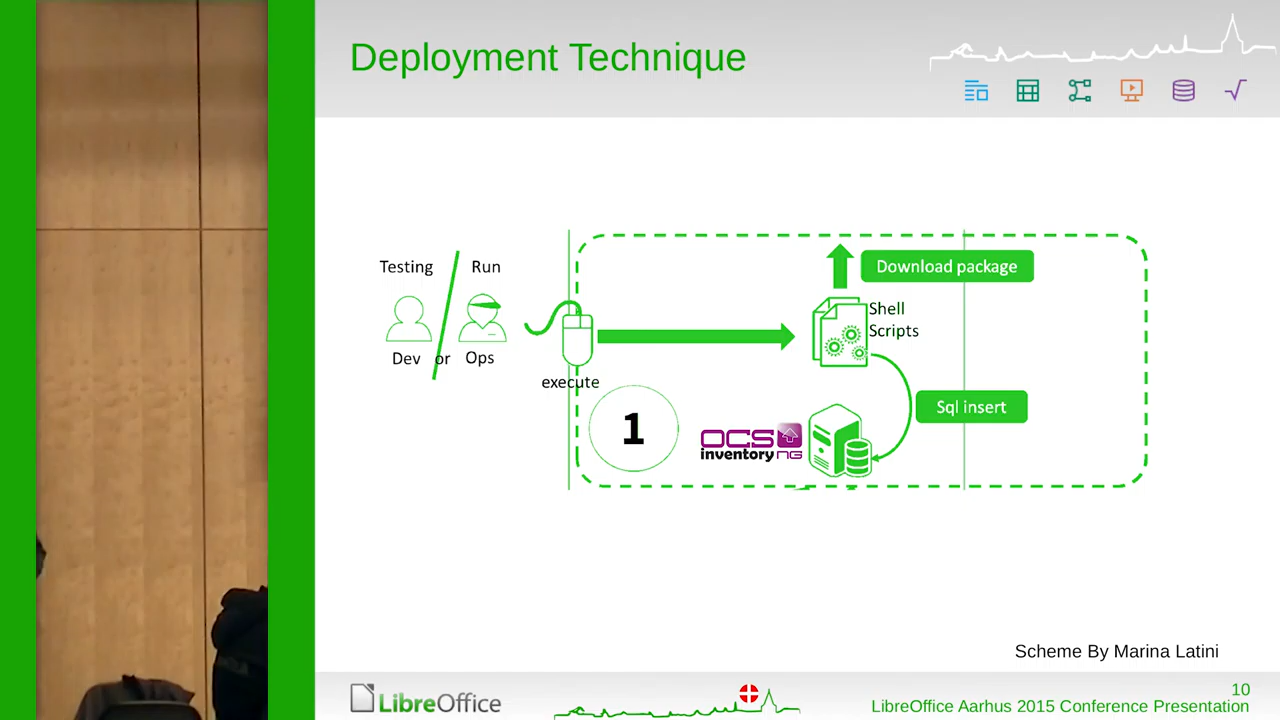 Deployment Technique
Testing
Run
Dev or Ops
execute
Download package
Shell
Scripts
Sql insert
1
OCS
inventory NG
Scheme By Marina Latini
LibreOffice
10
LibreOffice Aarhus 2015 Conference Presentation